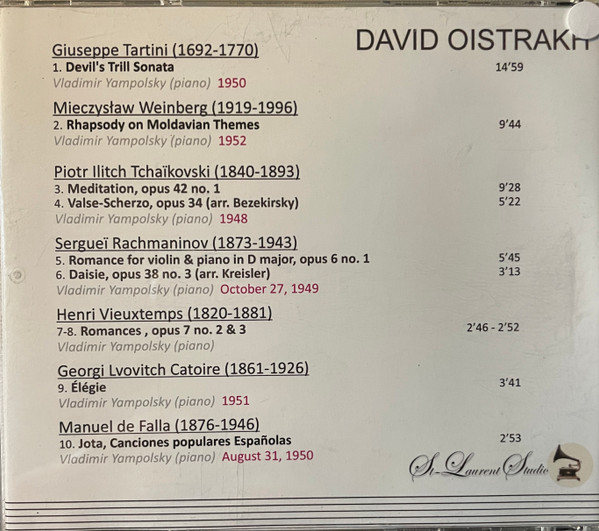 DAVID OISTRAKH
Giuseppe Tartini (1692-1770)
1. Devil's Trill Sonata 14’59
Vladimir Yampolsky (piano) 1950
Mieczysław Weinberg (1919-1996)
2. Rhapsody on Moldavian Themes 9’44
Vladimir Yampolsky (piano) 1952
Piotr Ilitch Tchaïkovski (1840-1893)
3. Meditation, opus 42 no. 1 9’28
4. Valse-Scherzo, opus 34 (arr. Bezekirsky) 5’22
Vladimir Yampolsky (piano) 1948
Sergueï Rachmaninov (1873-1943)
5. Romance for violin & piano in D major, opus 6 no. 1 5’45
6. Daisie, opus 38 no. 3 (arr. Kreisler) 3’13
Vladimir Yampolsky (piano) October 27, 1949
Henri Vieuxtemps (1820-1881)
7-8. Romances , opus 7 no. 2 & 3 2’46 - 2’52
Vladimir Yampolsky (piano)
Georgi Lvovitch Catoire (1861-1926)
9. Élégie 3’41
Vladimir Yampolsky (piano) 1951
Manuel de Falla (1876-1946)
10. Jota, Canciones populares Españolas 2’53
Vladimir Yampolsky (piano) August 31, 1950
St-Laurent Studio